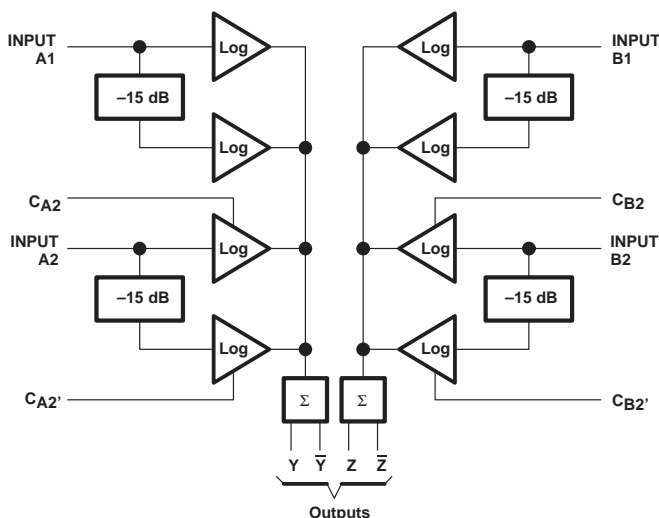 INPUT
A1
Log
Log
INPUT
B1
–15 dB
–15 dB
Log
Log
CA2
CB2
INPUT
A2
Log
Log
INPUT
B2
–15 dB
–15 dB
Log
Log
CA2'
Σ
Σ
CB2'
Y
Y̅
Z
Z̅
Outputs